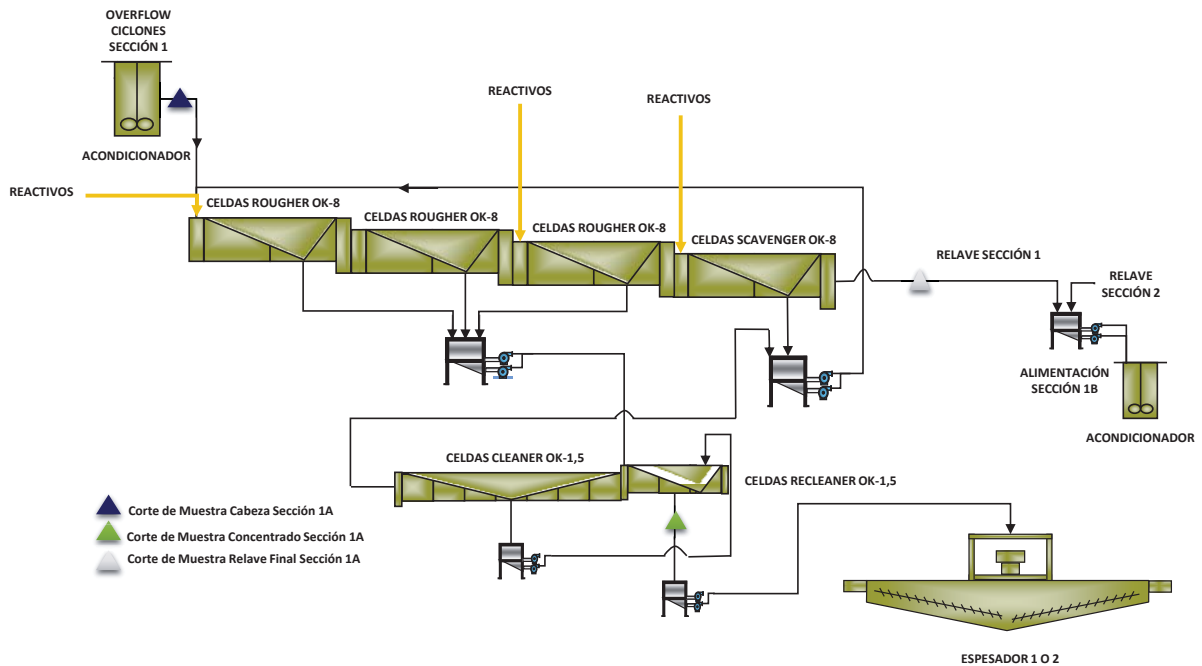 OVERFLOW
CICLONES
SECCIÓN 1
ACONDICIONADOR
REACTIVOS
REACTIVOS
REACTIVOS
CELDAS ROUGHER OK-8
CELDAS ROUGHER OK-8
CELDAS ROUGHER OK-8
CELDAS SCAVENGER OK-8
RELAVE SECCIÓN 1
RELAVE
SECCIÓN 2
ALIMENTACIÓN
SECCIÓN 1B
ACONDICIONADOR
CELDAS CLEANER OK-1,5
CELDAS RECLEANER OK-1,5
Corte de Muestra Cabeza Sección 1A
Corte de Muestra Concentrado Sección 1A
Corte de Muestra Relave Final Sección 1A
ESPESADOR 1 O 2